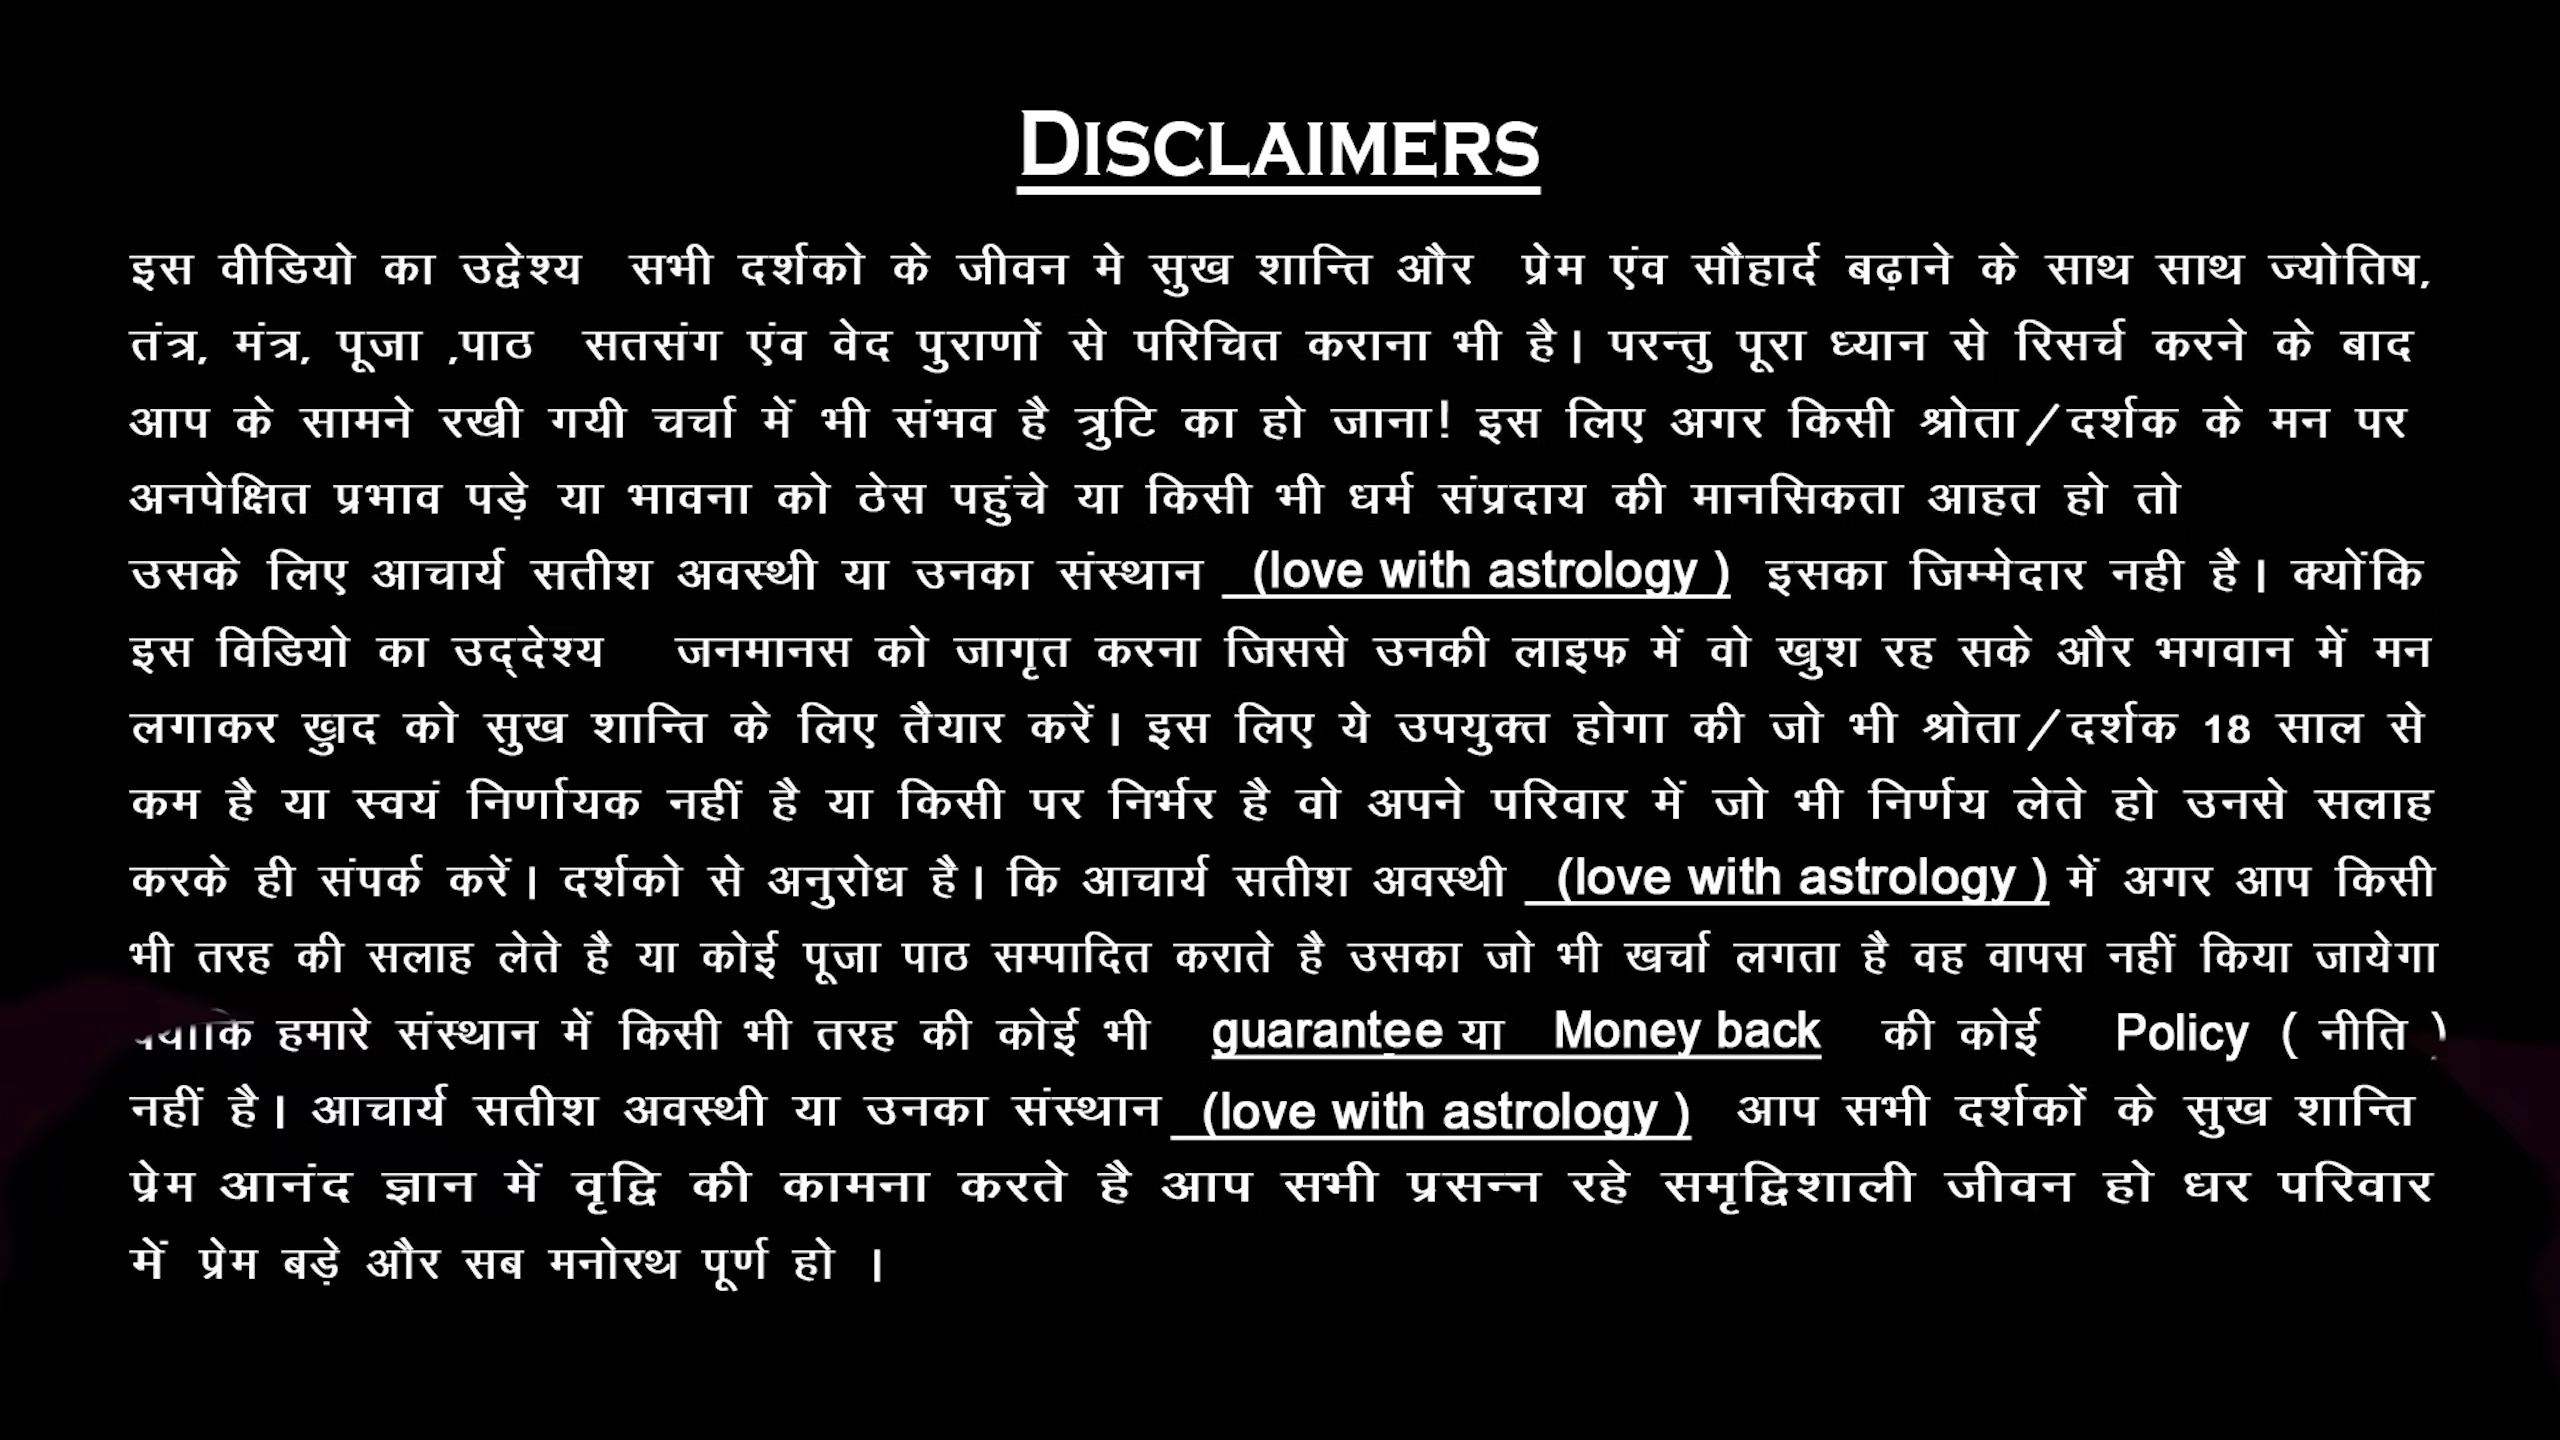 DISCLAIMERS
इस वीडियो का उद्वेश्य सभी दर्शको के जीवन मे सुख शान्ति और प्रेम एंव सौहार्द बढ़ाने के साथ साथ ज्योतिष,
तंत्र, मंत्र, पूजा ,पाठ सतसंग एंव वेद पुराणों से परिचित कराना भी है। परन्तु पूरा ध्यान से रिसर्च करने के बाद
आप के सामने रखी गयी चर्चा में भी संभव है त्रुटि का हो जाना! इस लिए अगर किसी श्रोता/दर्शक के मन पर
अनपेक्षित प्रभाव पड़े या भावना को ठेस पहुंचे या किसी भी धर्म संप्रदाय की मानसिकता आहत हो तो
उसके लिए आचार्य सतीश अवस्थी या उनका संस्थान (love with astrology ) इसका जिम्मेदार नही है। क्योंकि
इस विडियो का उद्‌देश्य जनमानस को जागृत करना जिससे उनकी लाइफ में वो खुश रह सके और भगवान में मन
लगाकर खुाद को सुख शान्ति के लिए तैयार करें। इस लिए ये उपयुक्त होगा की जो भी श्रोता/दर्शक 18 साल से
कम है या स्वयं निर्णायक नहीं है या किसी पर निर्भर है वो अपने परिवार में जो भी निर्णय लेते हो उनसे सलाह
करके ही संपर्क करें। दर्शको से अनुरोध है। कि आचार्य सतीश अवस्थी (love with astrology ) में अगर आप किसी
भी तरह की सलाह लेते है या कोई पूजा पाठ सम्पादित कराते है उसका जो भी खर्चा लगता है वह वापस नहीं किया जायेगा
हमारे संस्थान में किसी भी तरह की कोई भी guarantee या Money back की कोई Policy ( नीति )
नहीं है। आचार्य सतीश अवस्थी या उनका संस्थान (love with astrology ) आप सभी दर्शकों के सुख शान्ति
प्रेम आनंद ज्ञान में वृद्वि की कामना करते है आप सभी प्रसन्न रहे समृद्विशाली जीवन हो धर परिवार
में प्रेम बड़े और सब मनोरथ पूर्ण हो ।